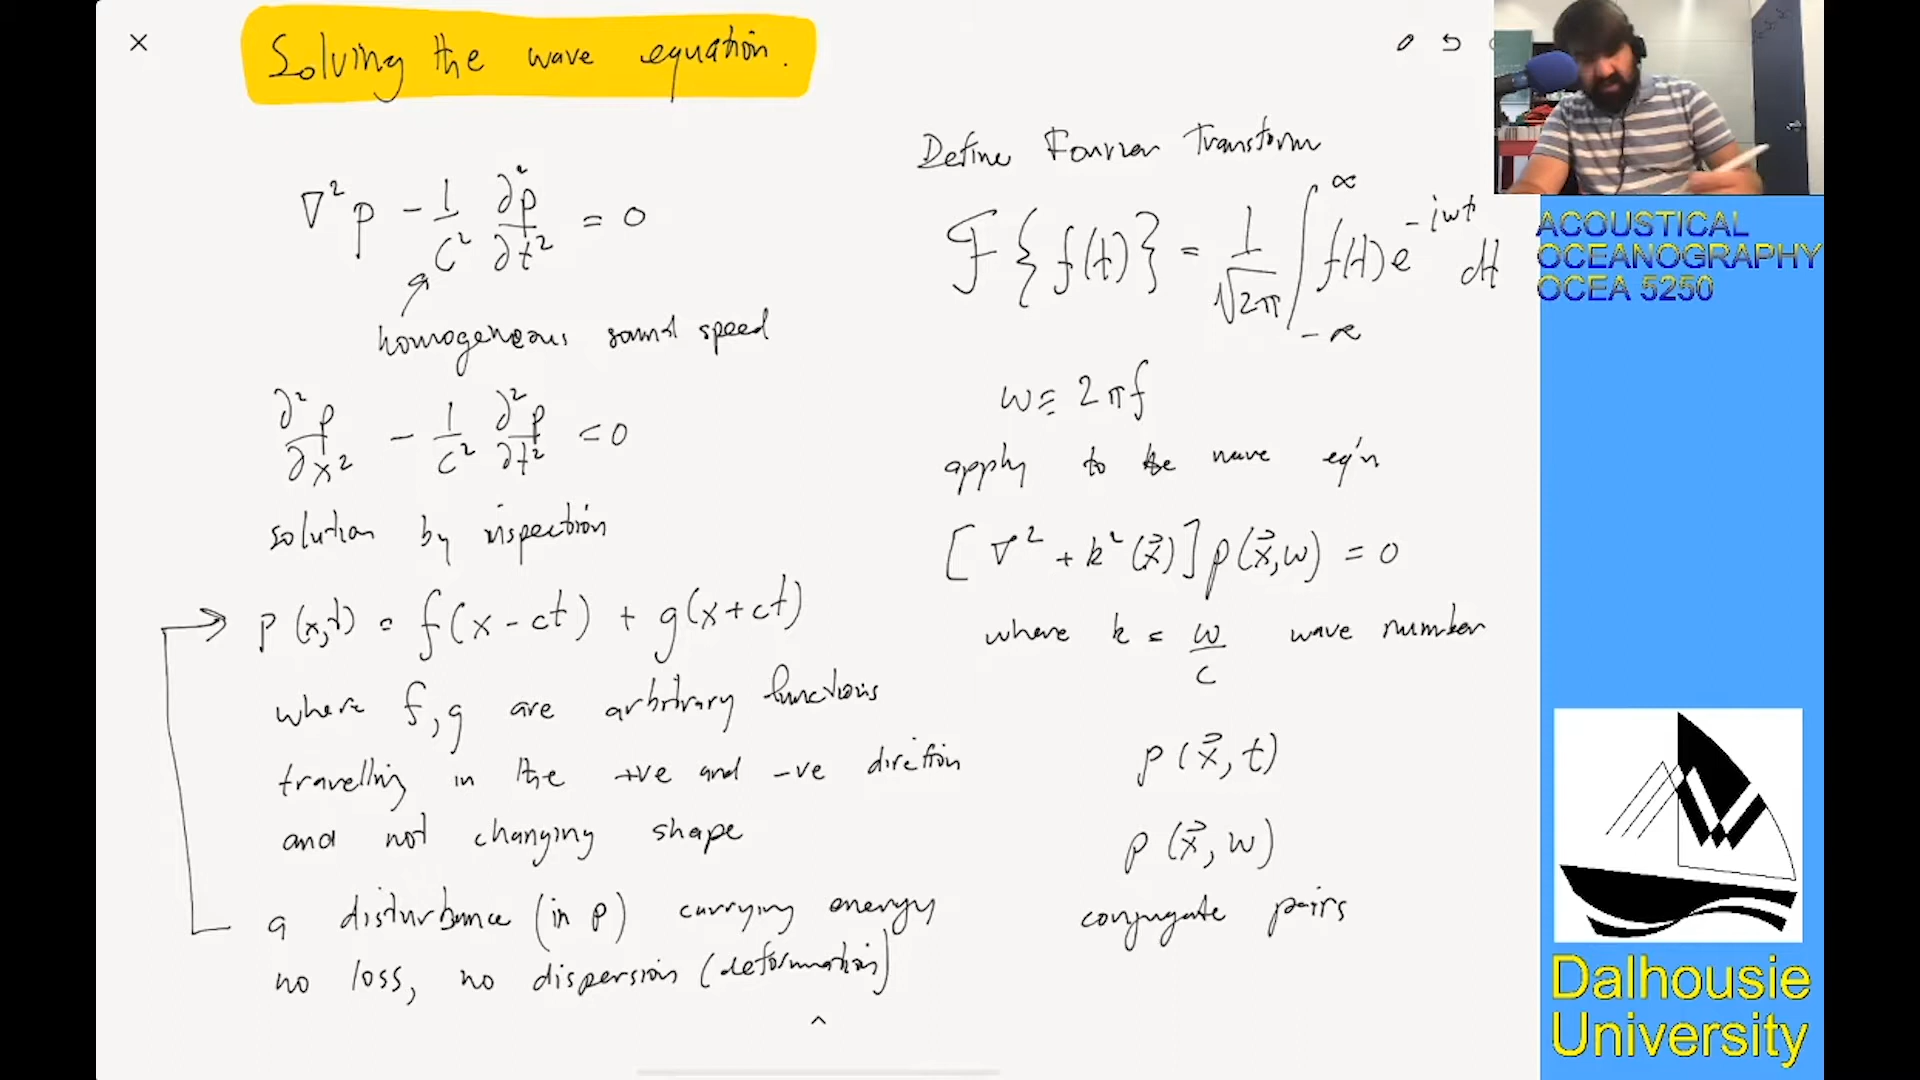 Solving the wave equation.
∇²p − 1/c² ∂²p/∂t² = 0
homogeneous sound speed
∂²p/∂x² − 1/c² ∂²p/∂t² = 0
solution by inspection
p(x,t) = f(x − ct) + g(x + ct)
where f, g are arbitrary functions
travelling in the +ve and -ve direction
and not changing shape
a disturbance (in p) carrying energy
no loss, no dispersion (deformation)
Define Fourier Transform
F{f(t)} = 1/√2π ∫_{-∞}^{∞} f(t) e^{-iωt} dt
ω ≡ 2πf
apply to the wave eq'n
[∇² + k²(x⃗)] p(x⃗,ω) = 0
where k = ω/c wave number
p(x⃗, t)
p(x⃗, ω)
conjugate pairs
ACOUSTICAL
OCEANOGRAPHY
OCEA 5250
Dalhousie
University